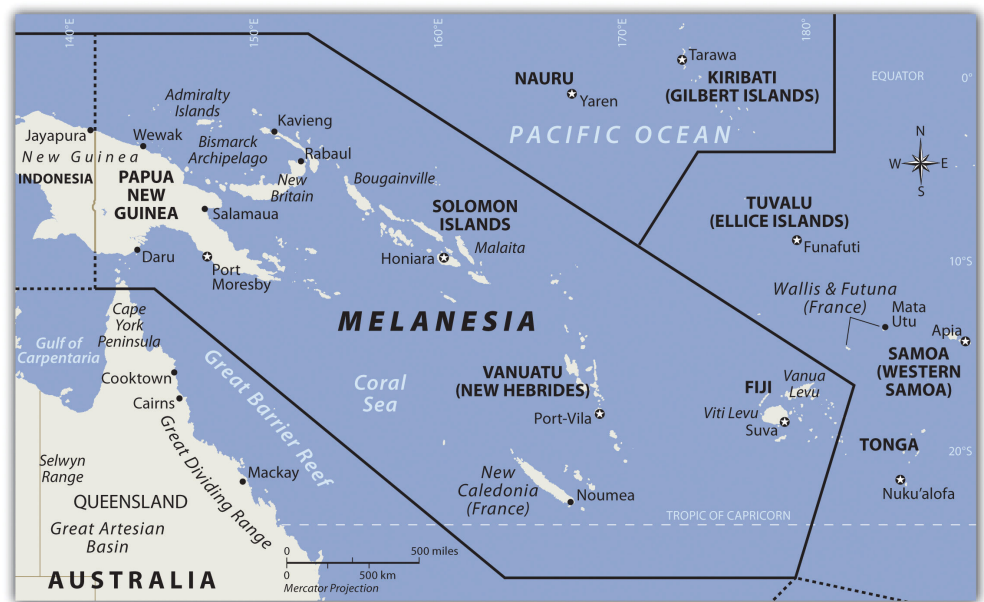 140°E
150°E
160°E
170°E
180°
Tarawa
NAURU
Yaren
KIRIBATI
(GILBERT ISLANDS)
EQUATOR
0°
Admiralty
Islands
Kavieng
PACIFIC OCEAN
Jayapura
Wewak
Bismarck
Archipelago
Rabaul
New Guinea
N
W
E
S
INDONESIA
PAPUA
NEW
GUINEA
New
Britain
Bougainville
SOLOMON
ISLANDS
TUVALU
(ELLICE ISLANDS)
Salamaua
Malaita
Funafuti
Daru
Port
Moresby
Honiara
10°S
Wallis & Futuna
(France)
Mata
Utu
Cape
York
Peninsula
MELANESIA
Apia
Gulf of
Carpentaria
SAMOA
(WESTERN
SAMOA)
Great Barrier Reef
Coral
Sea
VANUATU
(NEW HEBRIDES)
FIJI
Vanua
Levu
Cooktown
Cairns
Port-Vila
Viti Levu
Suva
TONGA
20°S
Great Dividing Range
Selwyn
Range
Mackay
New
Caledonia
(France)
Noumea
Nuku'alofa
QUEENSLAND
TROPIC OF CAPRICORN
Great Artesian
Basin
0
500 miles
0
500 km
Mercator Projection
AUSTRALIA